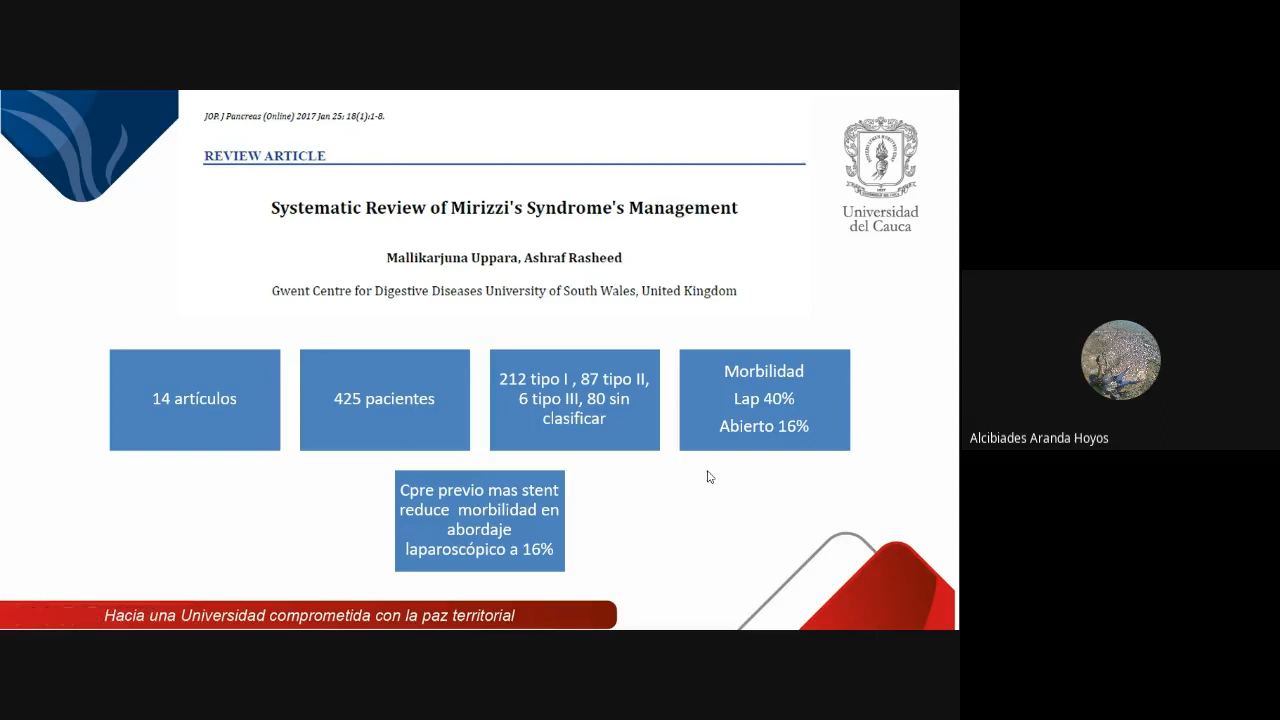 JOP. J Pancreas (Online) 2017 Jan 25; 18(1):1-8.
REVIEW ARTICLE
Systematic Review of Mirizzi's Syndrome's Management
Mallikarjuna Uppara, Ashraf Rasheed
Gwent Centre for Digestive Diseases University of South Wales, United Kingdom
Universidad
del Cauca
14 artículos
425 pacientes
212 tipo I , 87 tipo II,
6 tipo III, 80 sin
clasificar
Morbilidad
Lap 40%
Abierto 16%
Cpre previo mas stent
reduce morbilidad en
abordaje
laparoscópico a 16%
Hacia una Universidad comprometida con la paz territorial
Alcibiades Aranda Hoyos